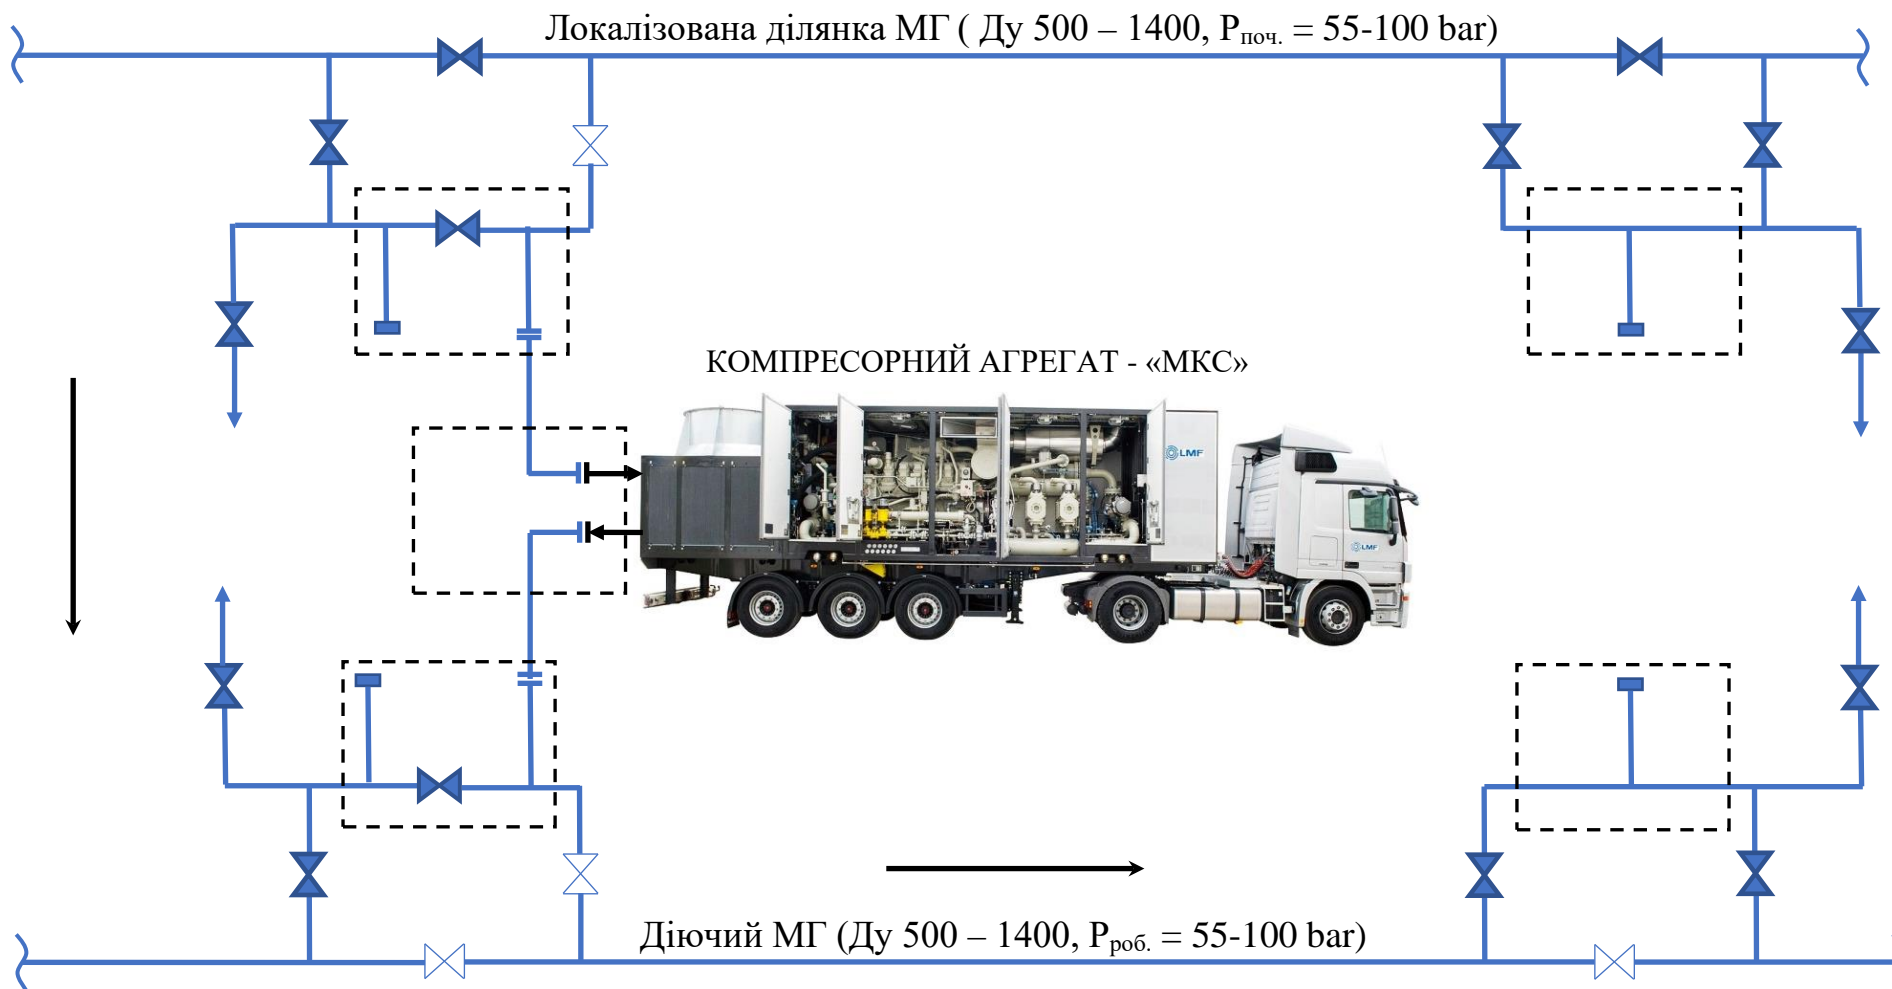 Локалізована ділянка МГ ( Ду 500 – 1400, Рпоч. = 55-100 bar)
КОМПРЕСОРНИЙ АГРЕГАТ - «МКС»
LMF
LMF
Діючий МГ (Ду 500 – 1400, Рроб. = 55-100 bar)